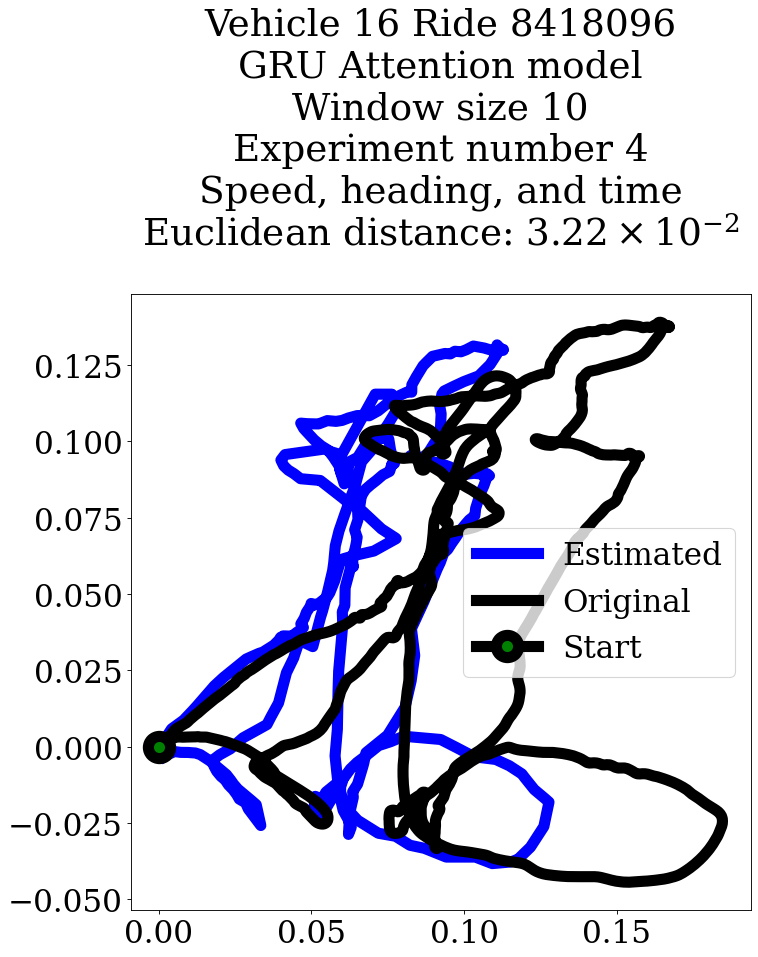 Vehicle 16 Ride 8418096
GRU Attention model
Window size 10
Experiment number 4
Speed, heading, and time
Euclidean distance: 3.22 × 10⁻²
0.125
0.100
0.075
0.050
0.025
0.000
−0.025
−0.050
Estimated
Original
Start
0.00 0.05 0.10 0.15